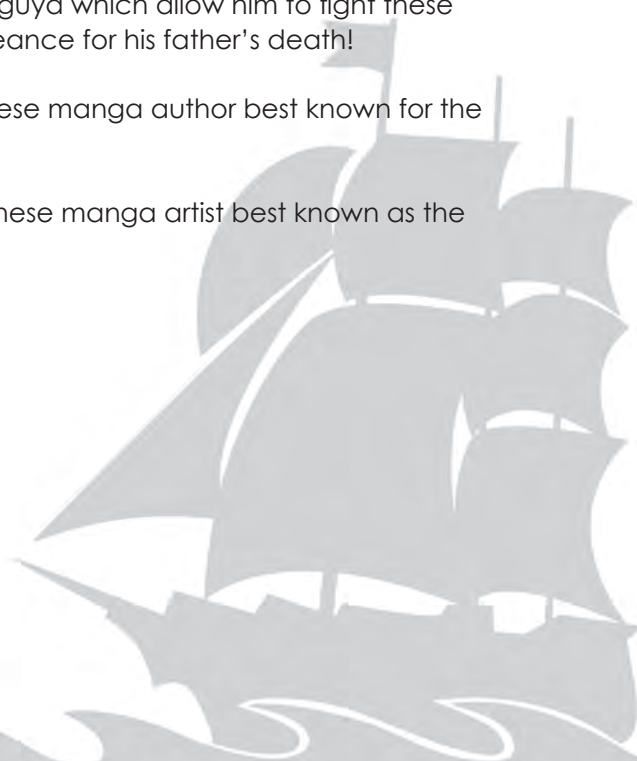 guya which allow him to fight these
eance for his father's death!
ese manga author best known for the
nese manga artist best known as the